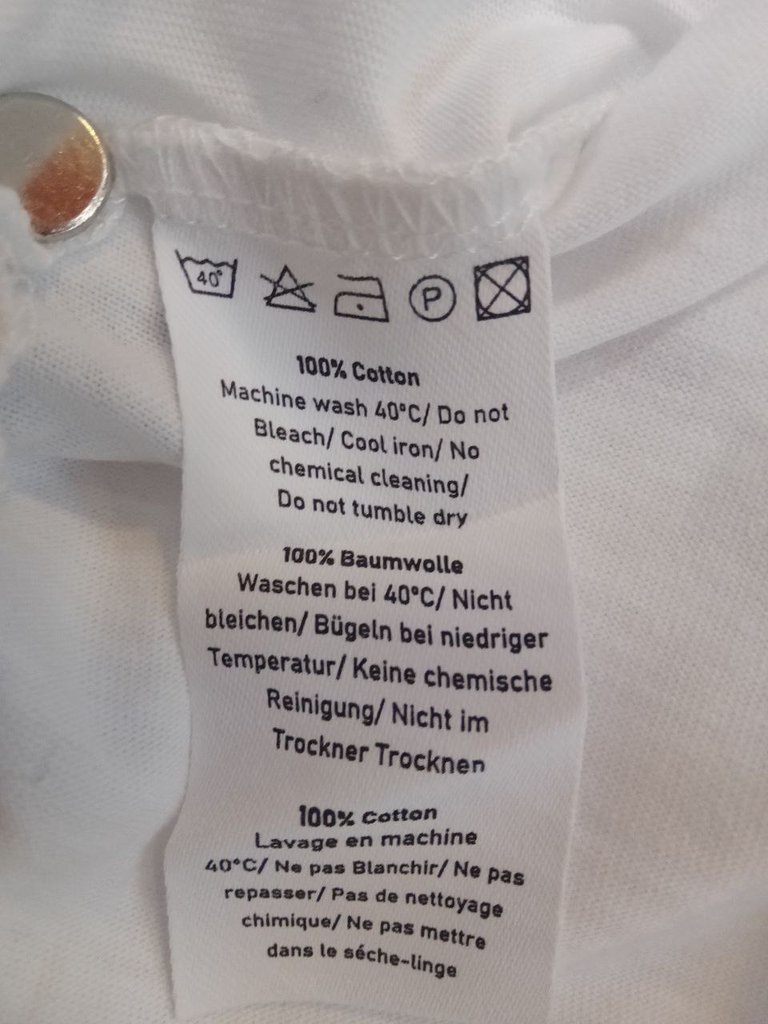 40°
P
100% Cotton
Machine wash 40°C/ Do not
Bleach/ Cool iron/ No
chemical cleaning/
Do not tumble dry
100% Baumwolle
Waschen bei 40°C/ Nicht
bleichen/ Bügeln bei niedriger
Temperatur/ Keine chemische
Reinigung/ Nicht im
Trockner Trocknen
100% Cotton
Lavage en machine
40°C/ Ne pas Blanchir/ Ne pas
repasser/ Pas de nettoyage
chimique/ Ne pas mettre
dans le séche-linge